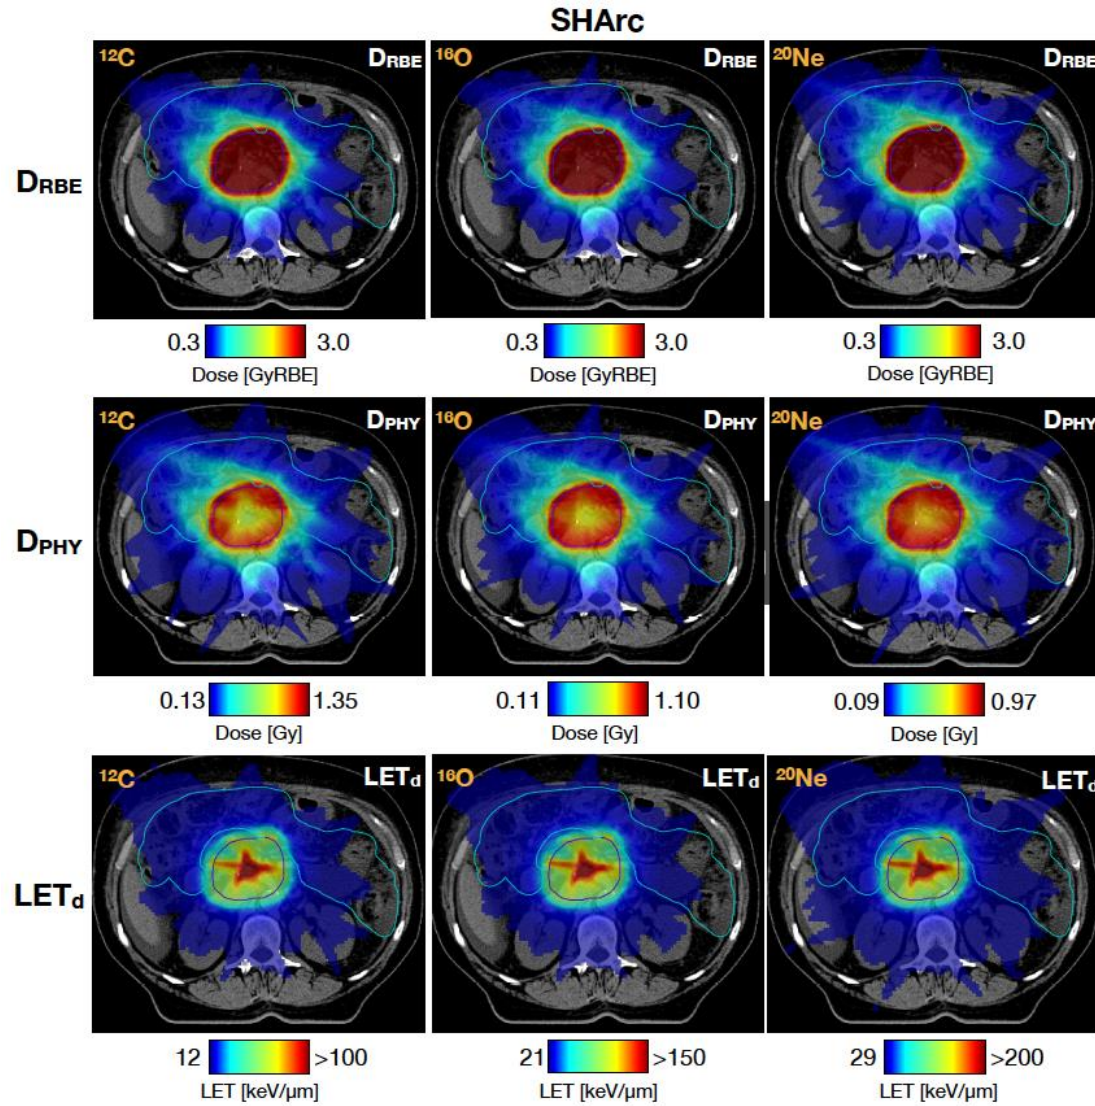 SHArc
¹²C DRBE ¹⁶O DRBE ²⁰Ne DRBE
DRBE
0.3 3.0 0.3 3.0 0.3 3.0
Dose [GyRBE] Dose [GyRBE] Dose [GyRBE]
¹²C DPHY ¹⁶O DPHY ²⁰Ne DPHY
DPHY
0.13 1.35 0.11 1.10 0.09 0.97
Dose [Gy] Dose [Gy] Dose [Gy]
¹²C LETd ¹⁶O LETd ²⁰Ne LETd
LETd
12 >100 21 >150 29 >200
LET [keV/µm] LET [keV/µm] LET [keV/µm]